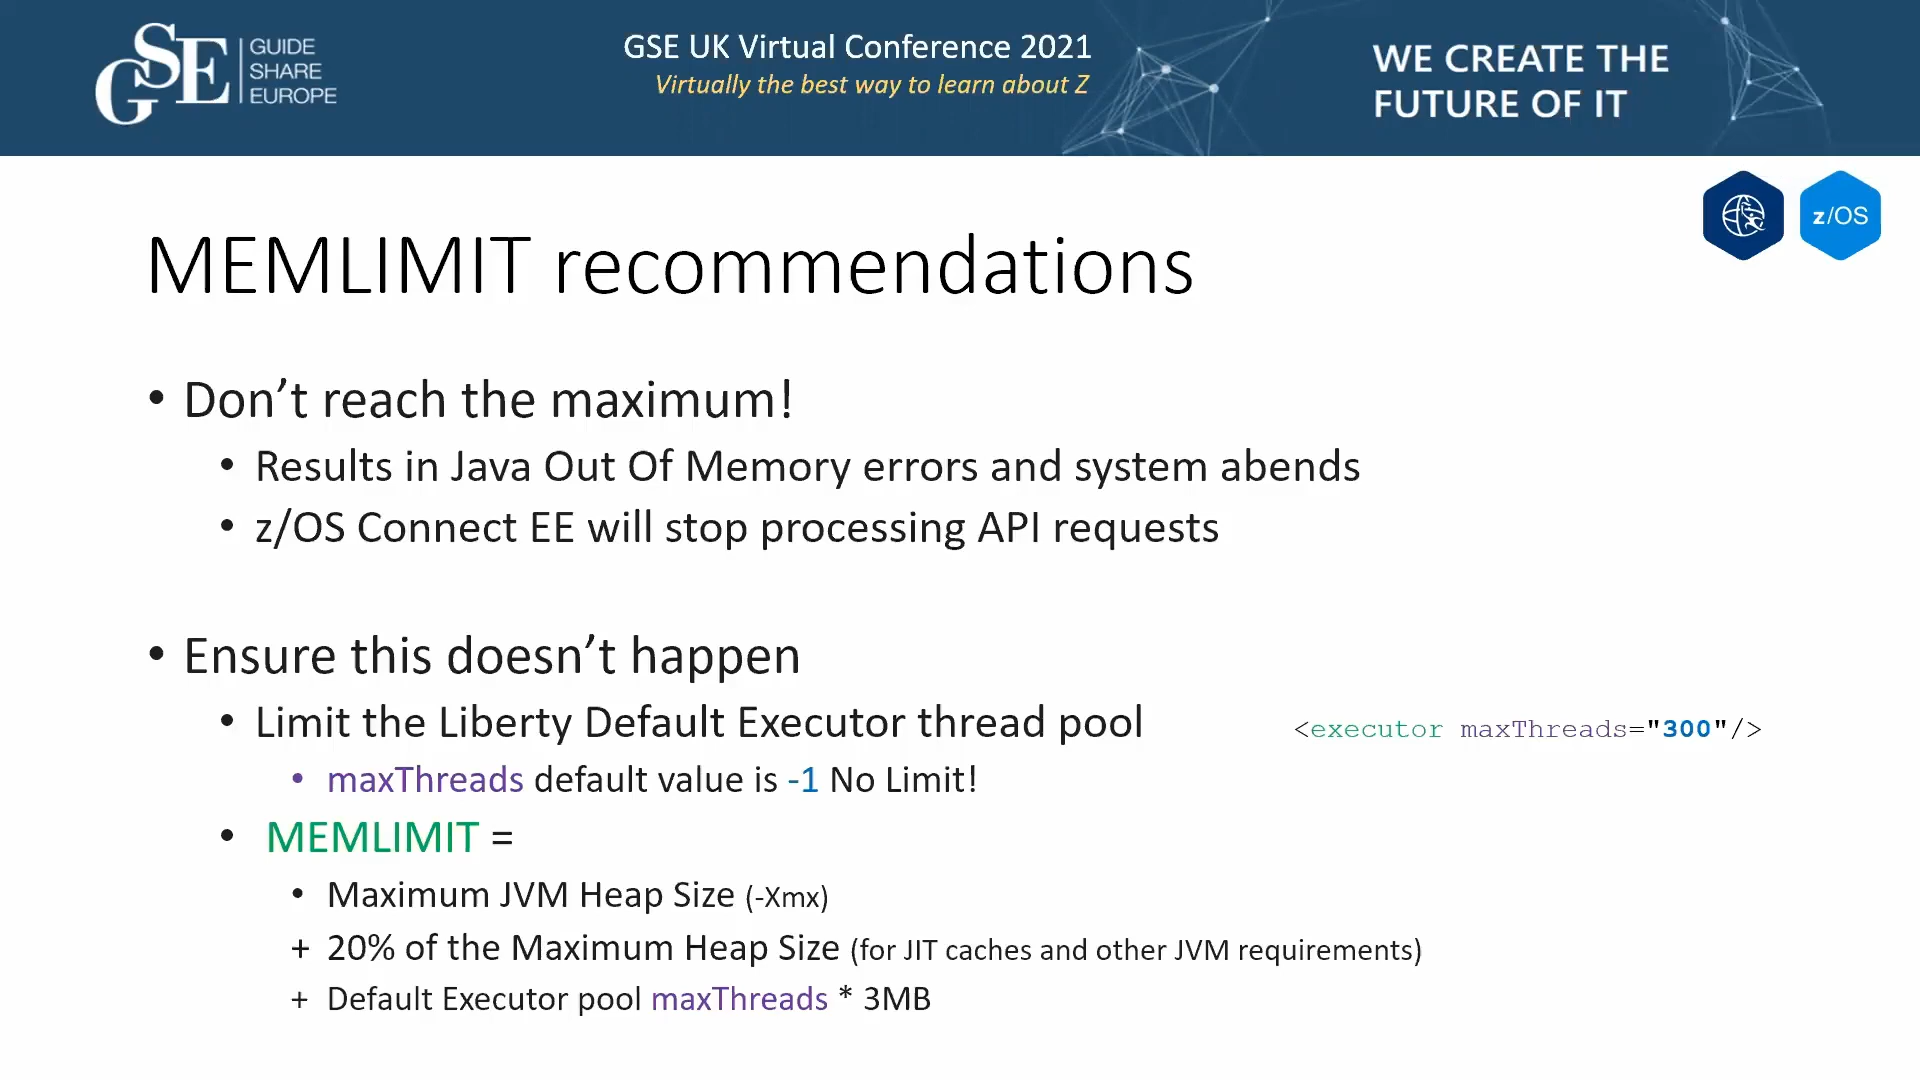 GSE
GUIDE
SHARE
EUROPE
GSE UK Virtual Conference 2021
Virtually the best way to learn about Z
WE CREATE THE
FUTURE OF IT
z/OS
MEMLIMIT recommendations
• Don’t reach the maximum!
• Results in Java Out Of Memory errors and system abends
• z/OS Connect EE will stop processing API requests
• Ensure this doesn’t happen
• Limit the Liberty Default Executor thread pool
<executor maxThreads="300"/>
• maxThreads default value is -1 No Limit!
• MEMLIMIT =
• Maximum JVM Heap Size (-Xmx)
+ 20% of the Maximum Heap Size (for JIT caches and other JVM requirements)
+ Default Executor pool maxThreads * 3MB